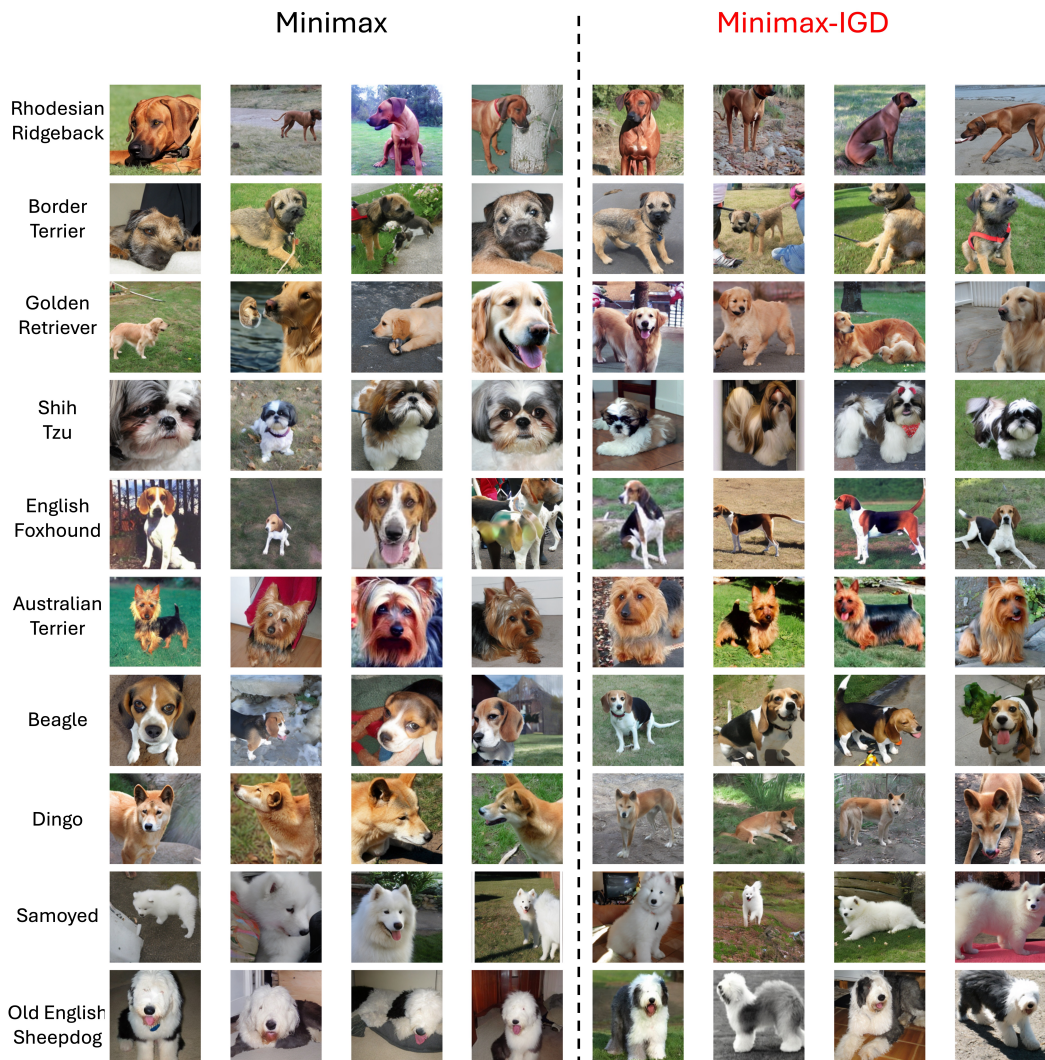 Minimax
Minimax-IGD
Rhodesian
Ridgeback
Border
Terrier
Golden
Retriever
Shih
Tzu
English
Foxhound
Australian
Terrier
Beagle
Dingo
Samoyed
Old English
Sheepdog